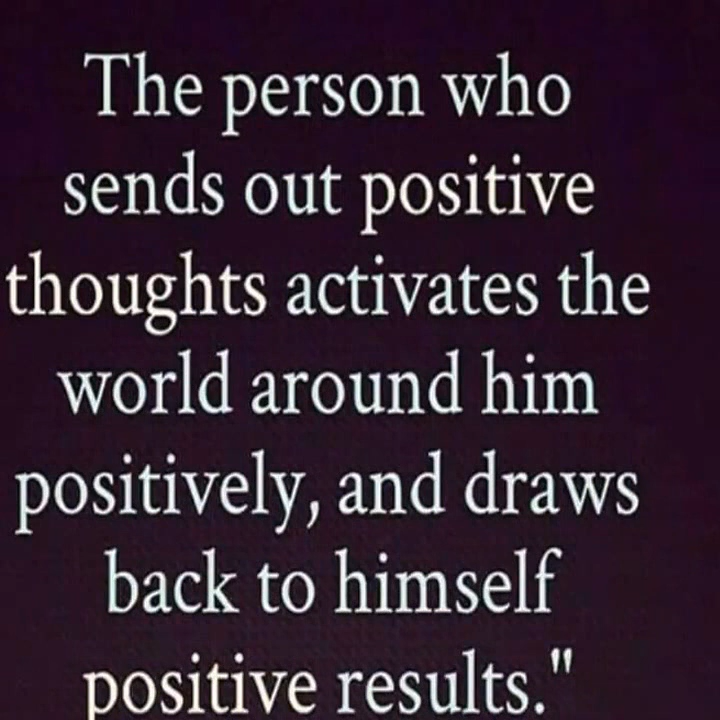 The person who
sends out positive
thoughts activates the
world around him
positively, and draws
back to himself
positive results."